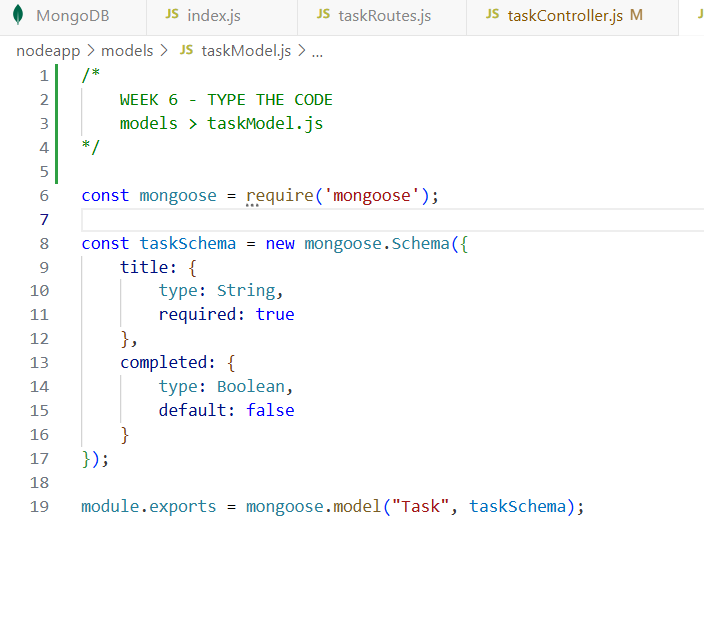 MongoDB JS index.js JS taskRoutes.js JS taskController.js M
nodeapp > models > JS taskModel.js > ...
1 /*
2 WEEK 6 - TYPE THE CODE
3 models > taskModel.js
4 */
5
6 const mongoose = require('mongoose');
7
8 const taskSchema = new mongoose.Schema({
9 title: {
10 type: String,
11 required: true
12 },
13 completed: {
14 type: Boolean,
15 default: false
16 }
17 });
18
19 module.exports = mongoose.model("Task", taskSchema);